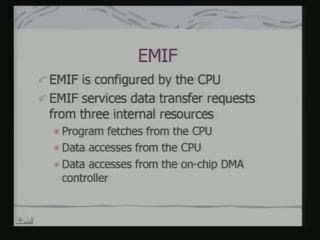 EMIF
EMIF is configured by the CPU
EMIF services data transfer requests
from three internal resources
Program fetches from the CPU
Data accesses from the CPU
Data accesses from the on-chip DMA
controller